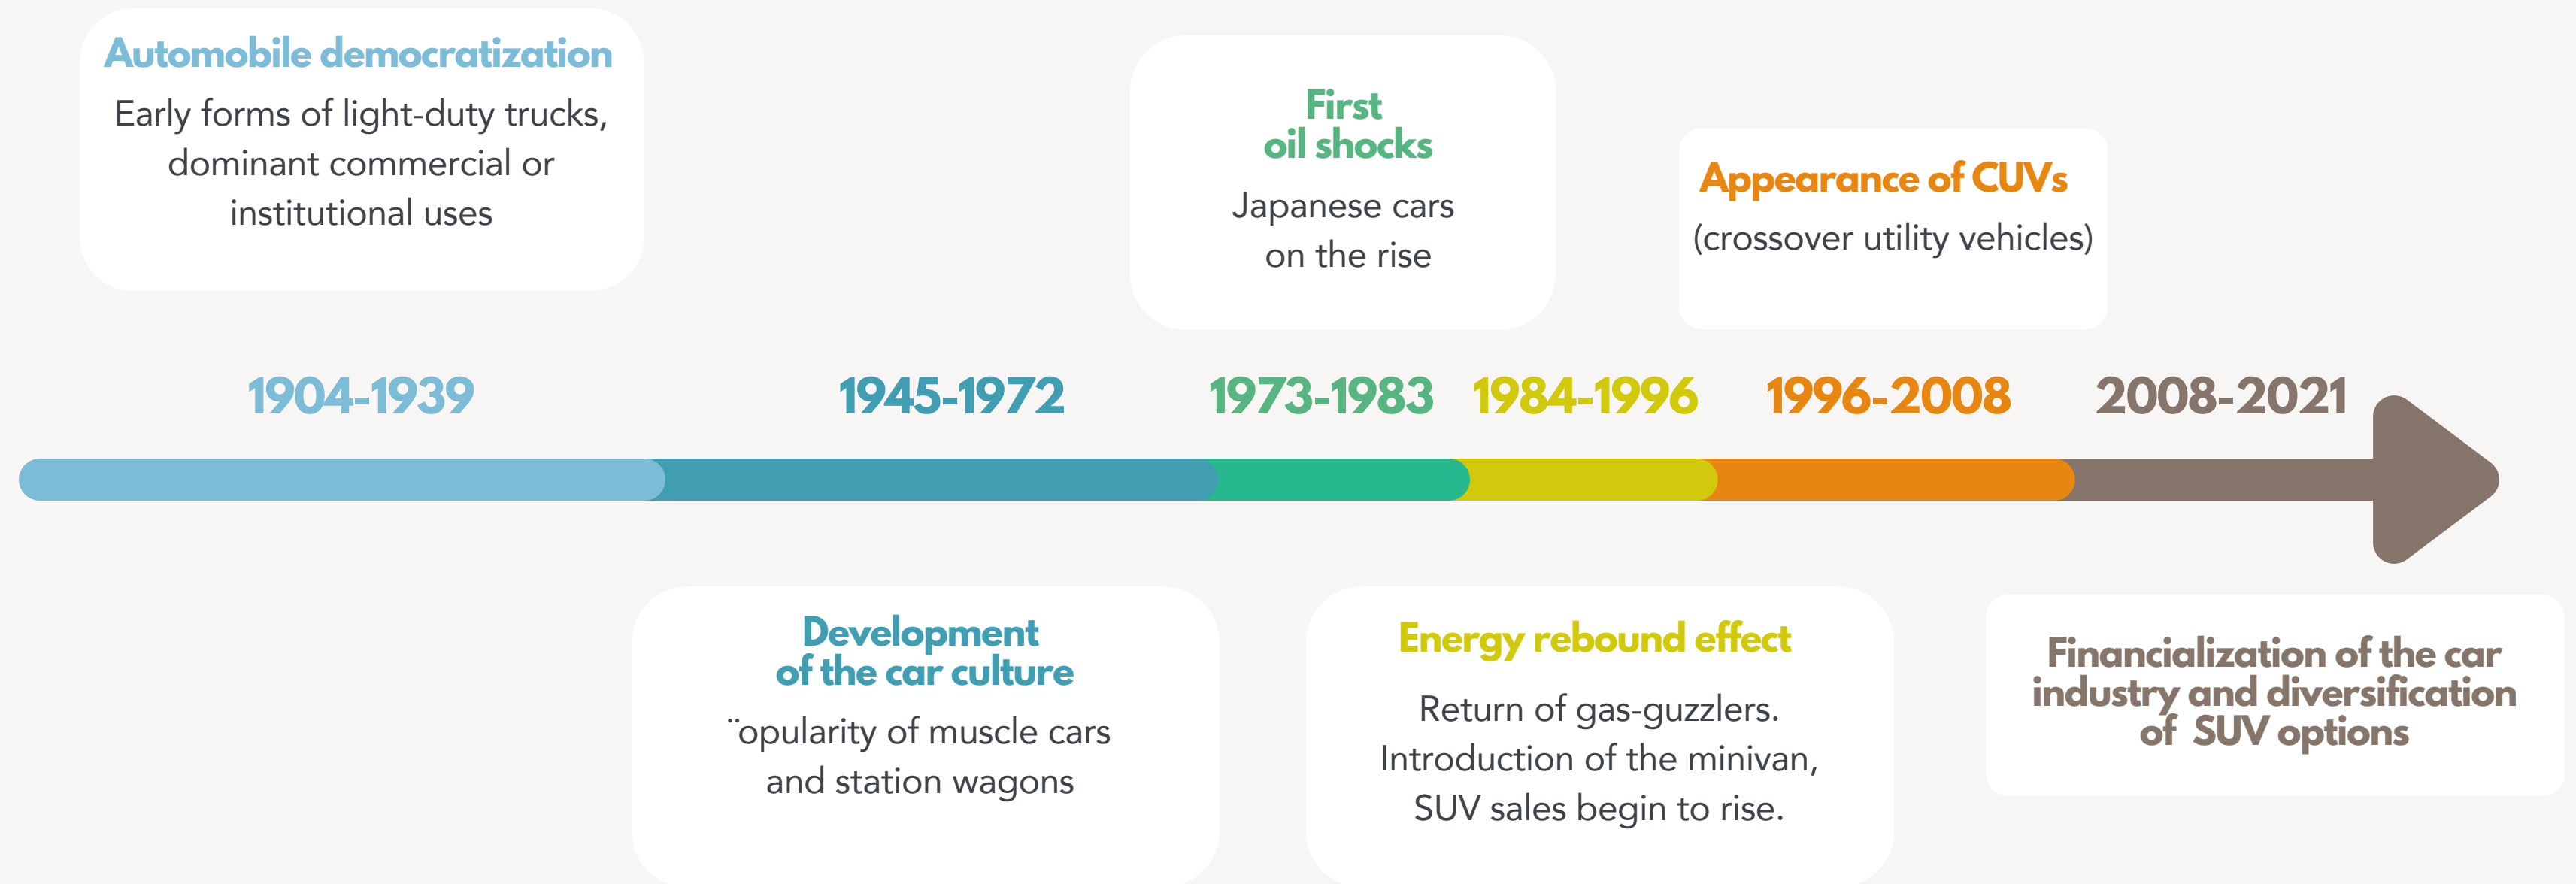 Automobile democratization
Early forms of light-duty trucks,
dominant commercial or
institutional uses
First
oil shocks
Japanese cars
on the rise
Appearance of CUVs
(crossover utility vehicles)
1904-1939
1945-1972
1973-1983
1984-1996
1996-2008
2008-2021
Development
of the car culture
¨opularity of muscle cars
and station wagons
Energy rebound effect
Return of gas-guzzlers.
Introduction of the minivan,
SUV sales begin to rise.
Financialization of the car
industry and diversification
of SUV options